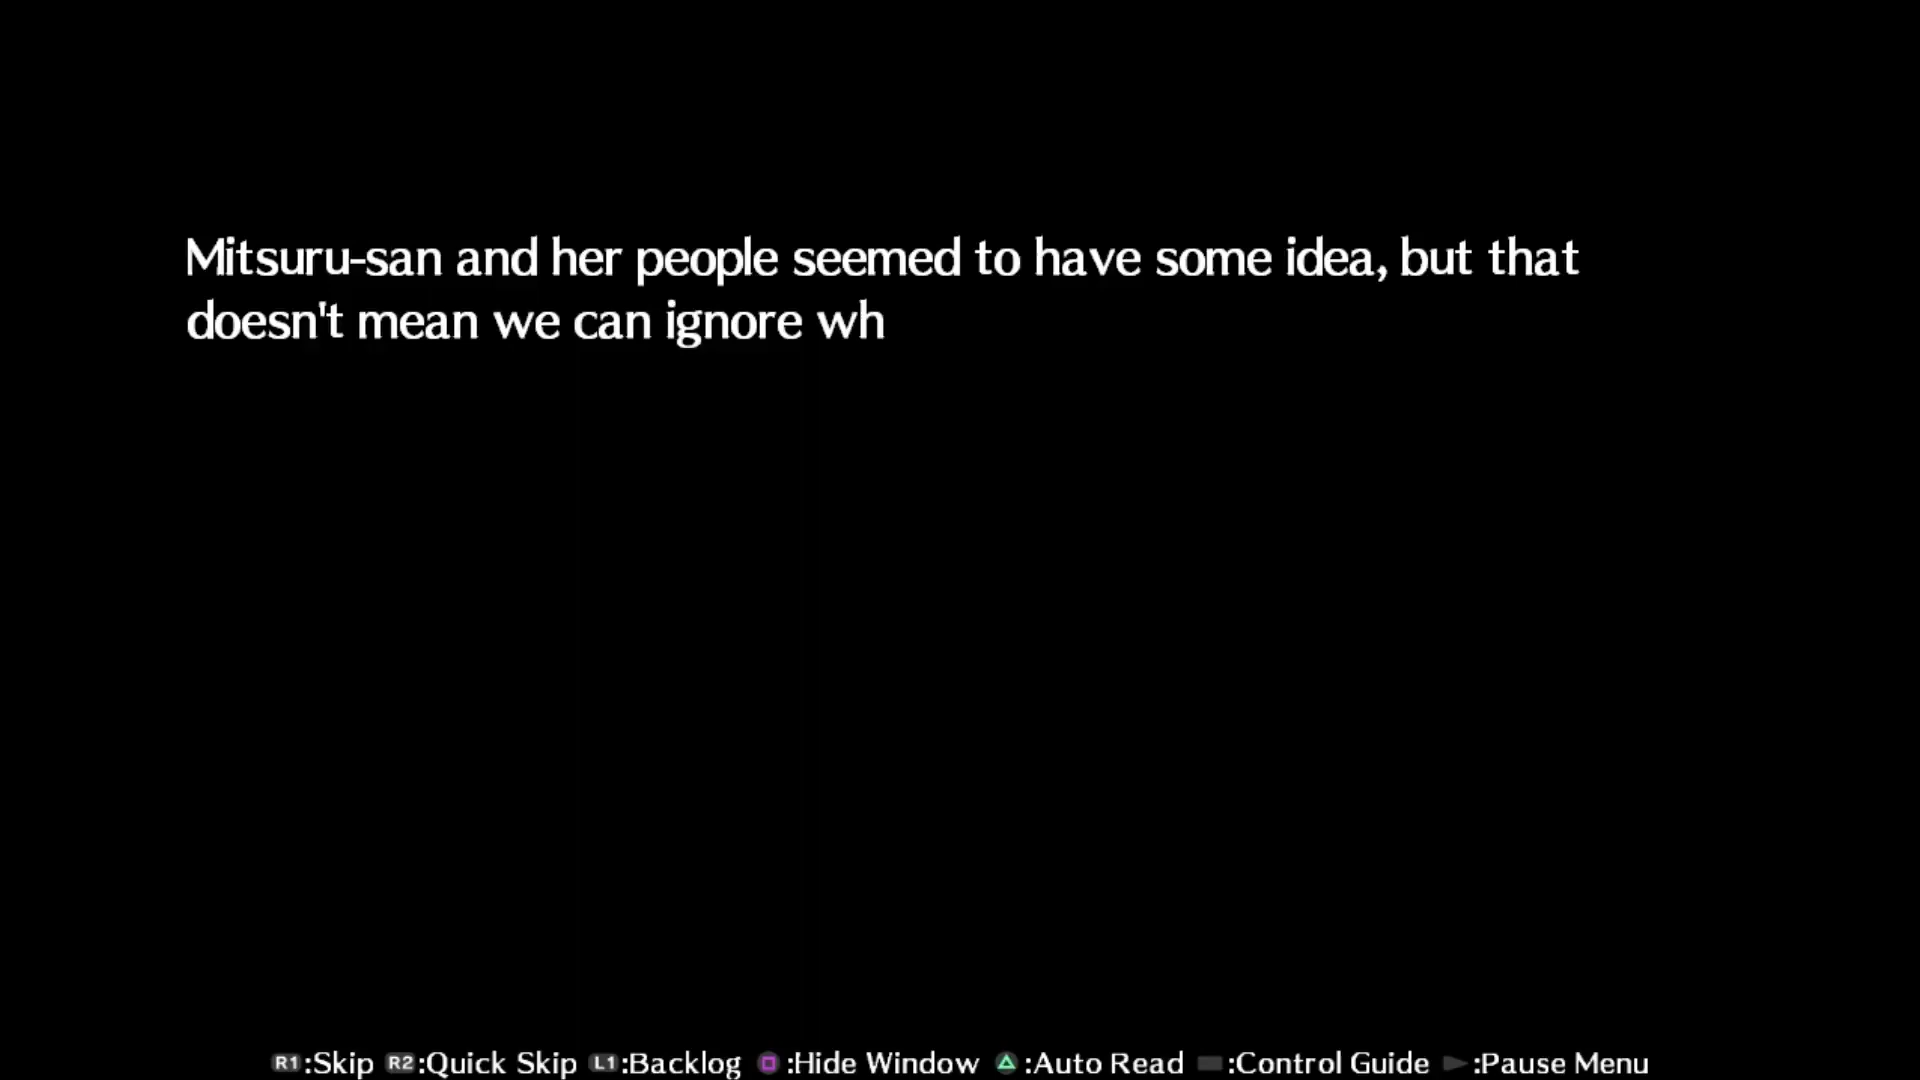 Mitsuru-san and her people seemed to have some idea, but that
doesn't mean we can ignore wh
R1:Skip R2:Quick Skip L1:Backlog :Hide Window :Auto Read :Control Guide :Pause Menu